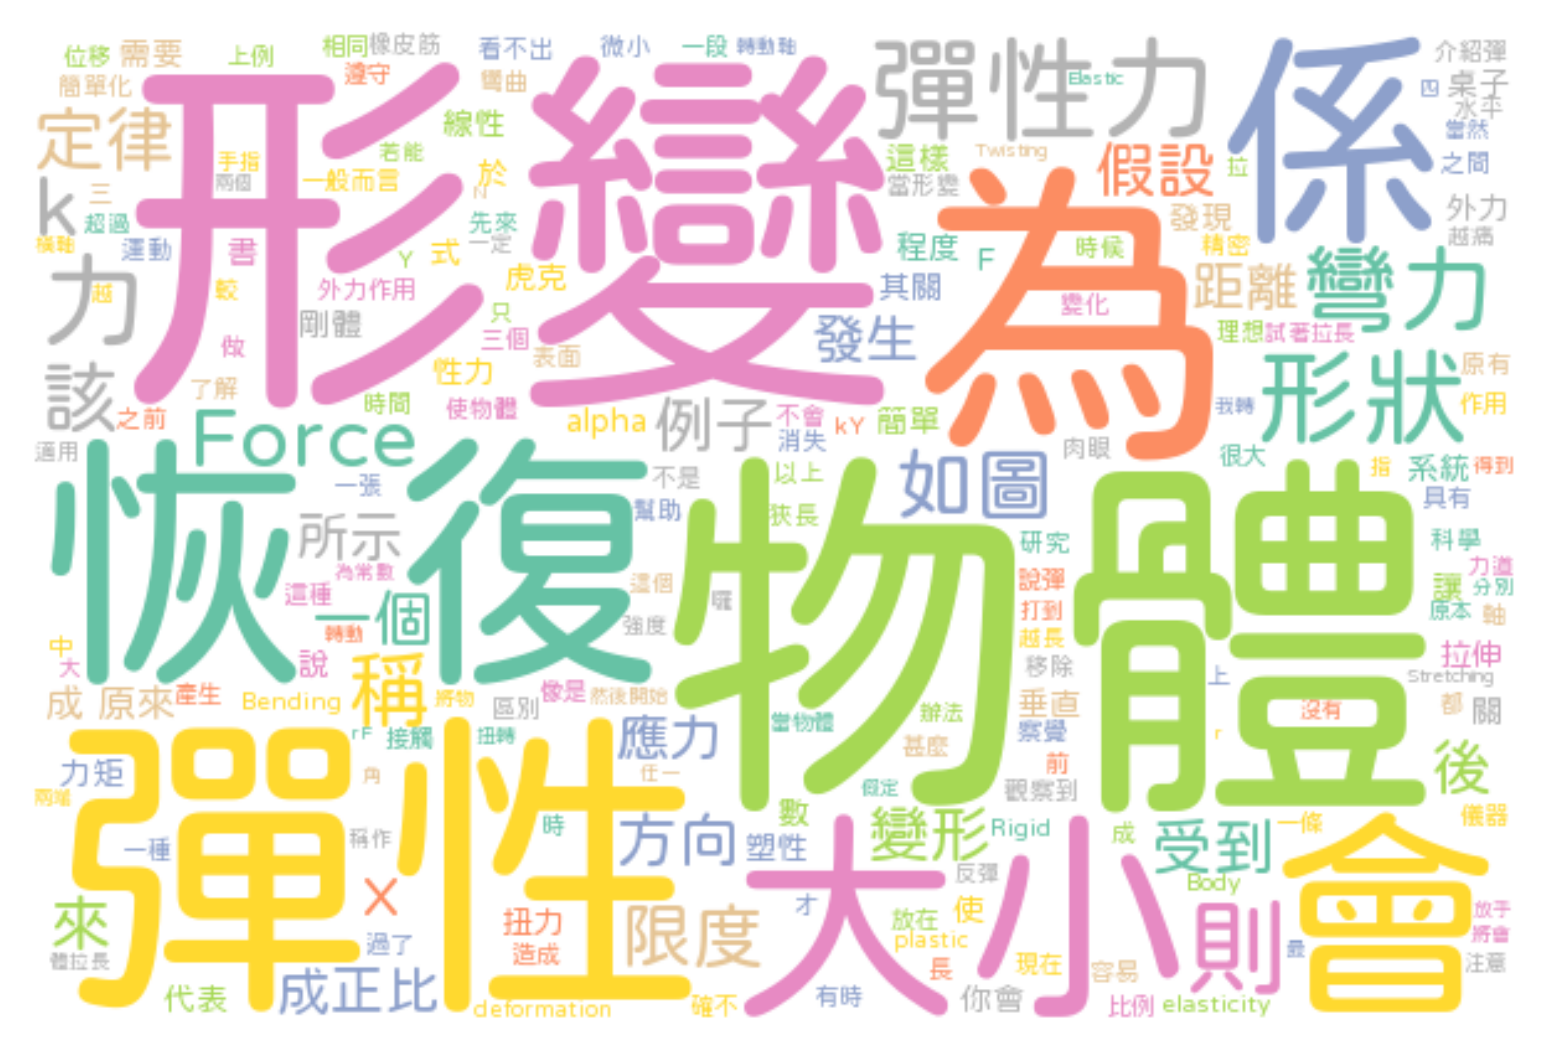 位移 需要 上例 相同 橡皮筋 看不出 微小 一段 轉動軸 彈性力 Elastic 係 介紹彈
簡單化 遵守 彎曲 四 桌子
水平
定律 形變 線性 當然
手指 若能 這樣 Twisting 假設 拉 之間
k 三 兩個 一般而言 於 N 當形變 為 外力
超過 先來 發現 越痛
橫軸 運動 書 Y 式 一定 程度 F 時候 精密
力 越 較 外力作用 虎克 其關 變化 距離 彎力
剛體 只 三個 發生 理想 試著拉長
做 表面 形狀 原有
該 了解 性力
之前 時間 使物體 alpha 例子 不會 kY 簡單 我轉 作用
適用 Force 消失 肉眼 很大
恢復 一張 不是 以上 如圖 指 系統 得到
幫助 狹長 具有
所示 物體 研究 科學
為常數 力道
這種 一個 這個 囉 說彈 讓 分別
轉動 強度 打到 原本 軸
中 越長
大 說 移除 拉伸
稱 上 Stretching
成 原來 產生 Bending 將物 區別 像是 然後開始 垂直 沒有 都 關
rF 接觸 扭轉 應力 當物體 辦法 察覺 r
力矩 甚麼 前 後
兩端 角 任一 假定 觀察到
彈性 數 變形 Rigid 成 受到 一條 儀器
一種 稱作 時 方向 塑性 會
大小 反彈 Body
來 X 扭力 限度 才 放在 使 則 放手
過了 造成 plastic 將會
體拉長 長 現在 容易 最 注意
代表 成正比 deformation 確不 有時 你會 比例 elasticity